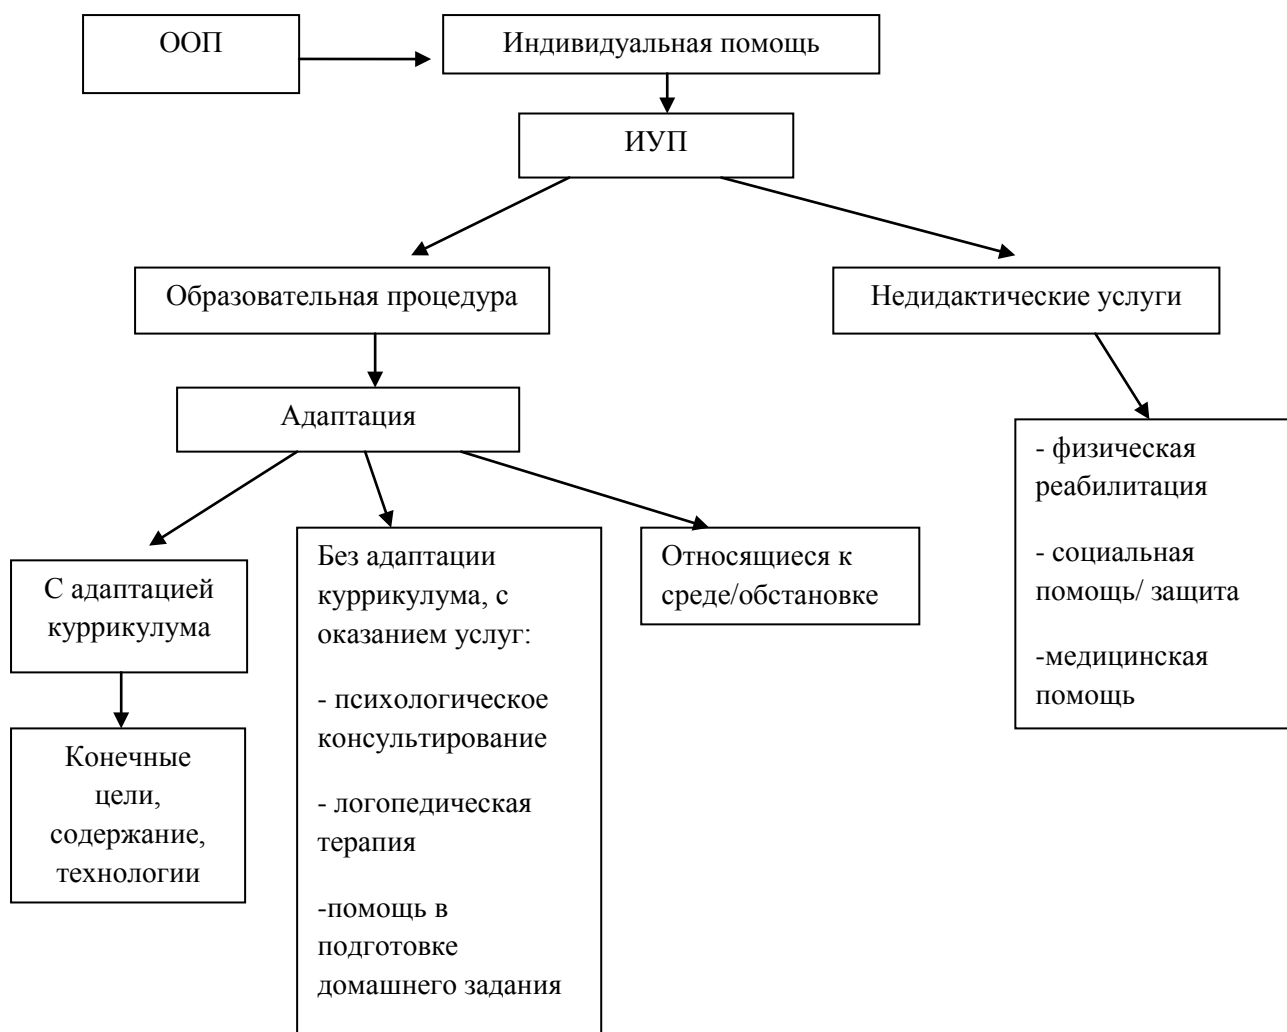 ООП
Индивидуальная помощь
ИУП
Образовательная процедура
Недидактические услуги
Адаптация
С адаптацией
куррикулума
Конечные
цели,
содержание,
технологии
Без адаптации
куррикулума, с
оказанием услуг:
- психологическое
консультирование
- логопедическая
терапия
-помощь в
подготовке
домашнего задания
Относящиеся к
среде/обстановке
- физическая
реабилитация
- социальная
помощь/ защита
-медицинская
помощь